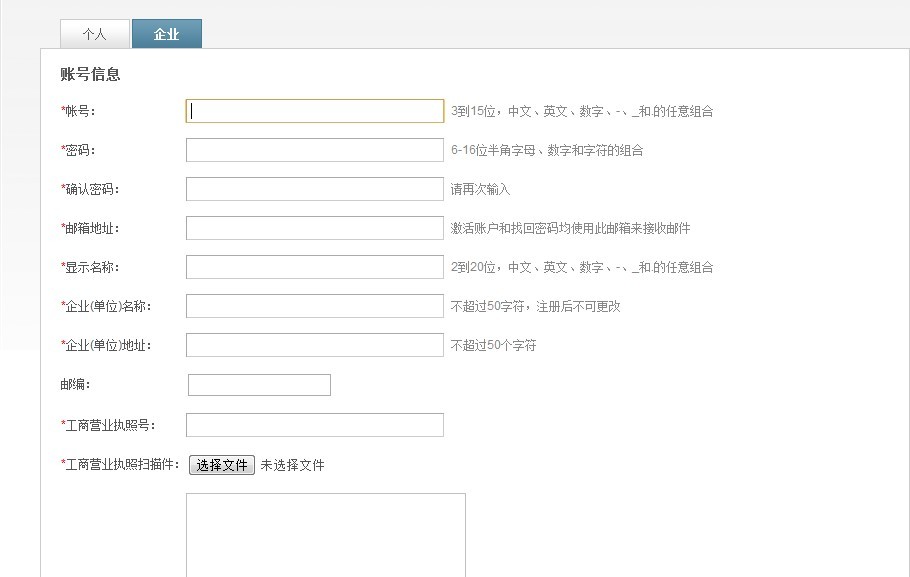 个人 企业
账号信息
*帐号： 3到15位，中文、英文、数字、-、_和.的任意组合
*密码： 6-16位半角字母、数字和字符的组合
*确认密码： 请再次输入
*邮箱地址： 激活账户和找回密码均使用此邮箱来接收邮件
*显示名称： 2到20位，中文、英文、数字、-、_和.的任意组合
*企业(单位)名称： 不超过50字符，注册后不可更改
*企业(单位)地址： 不超过50个字符
邮编：
*工商营业执照号：
*工商营业执照扫描件： 选择文件 未选择文件